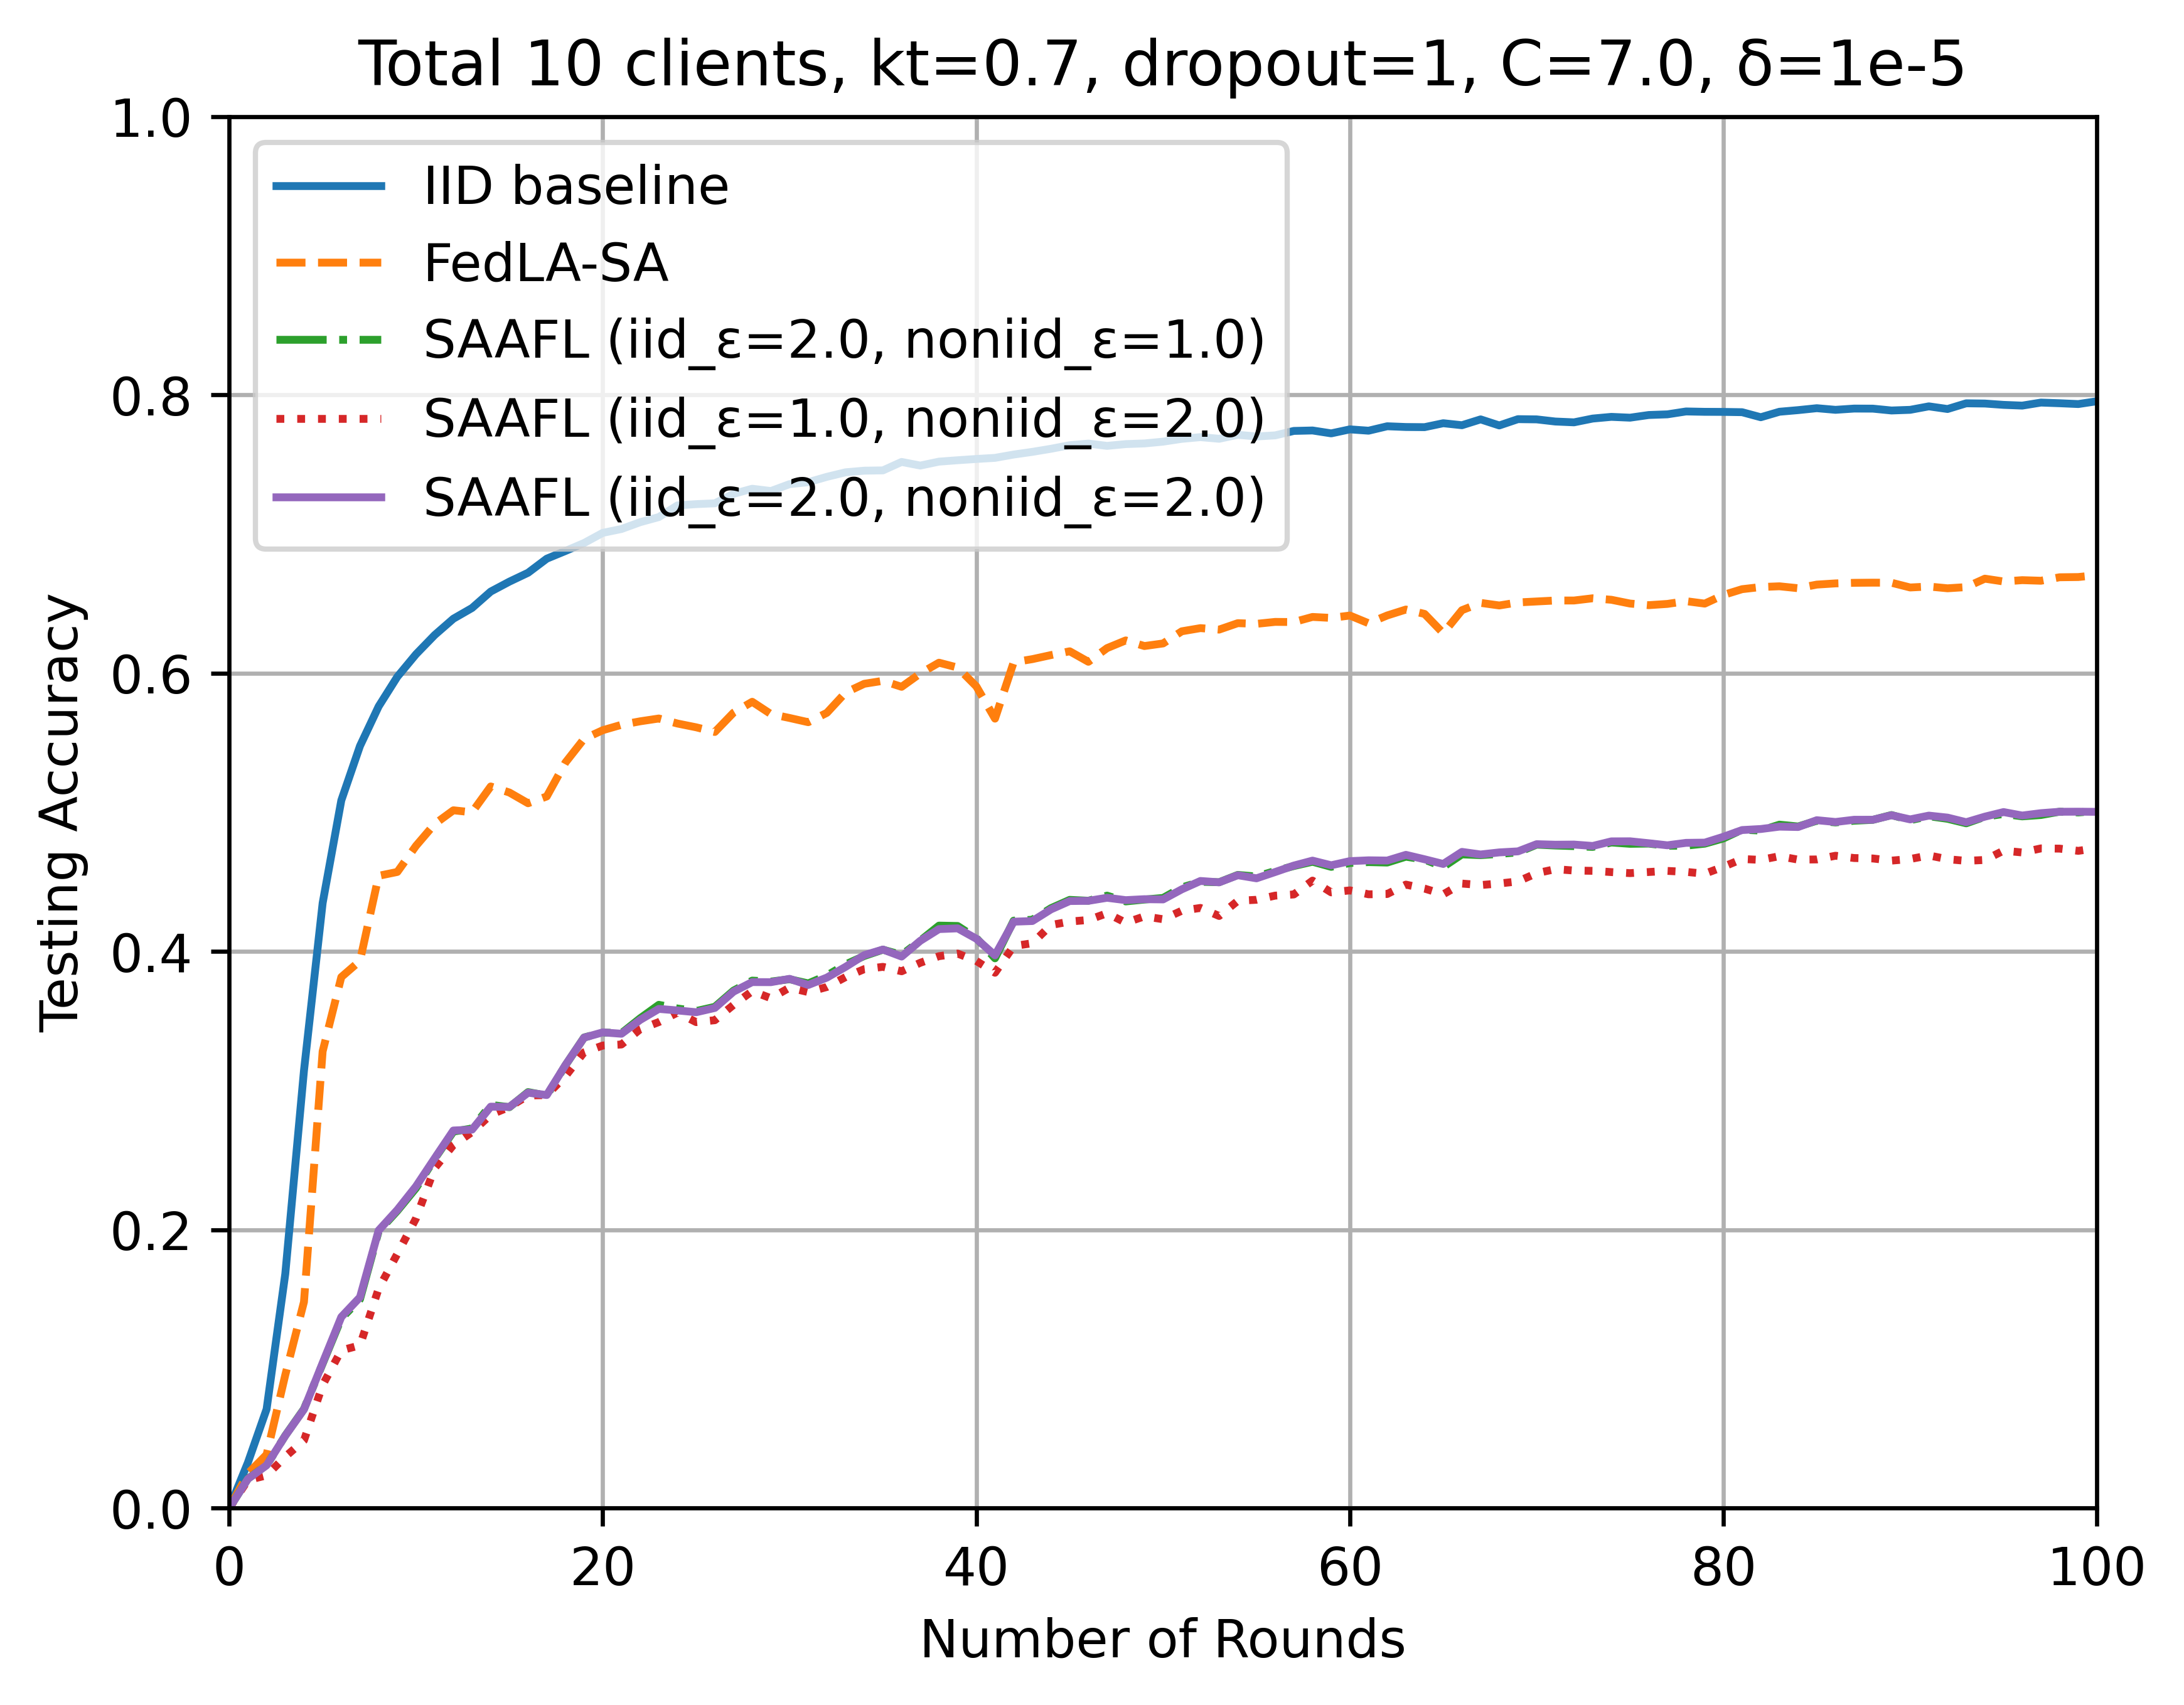 Total 10 clients, kt=0.7, dropout=1, C=7.0, δ=1e-5
1.0
0.8
0.6
0.4
0.2
0.0
Testing Accuracy
IID baseline
FedLA-SA
SAAFL (iid_ε=2.0, noniid_ε=1.0)
SAAFL (iid_ε=1.0, noniid_ε=2.0)
SAAFL (iid_ε=2.0, noniid_ε=2.0)
0 20 40 60 80 100
Number of Rounds